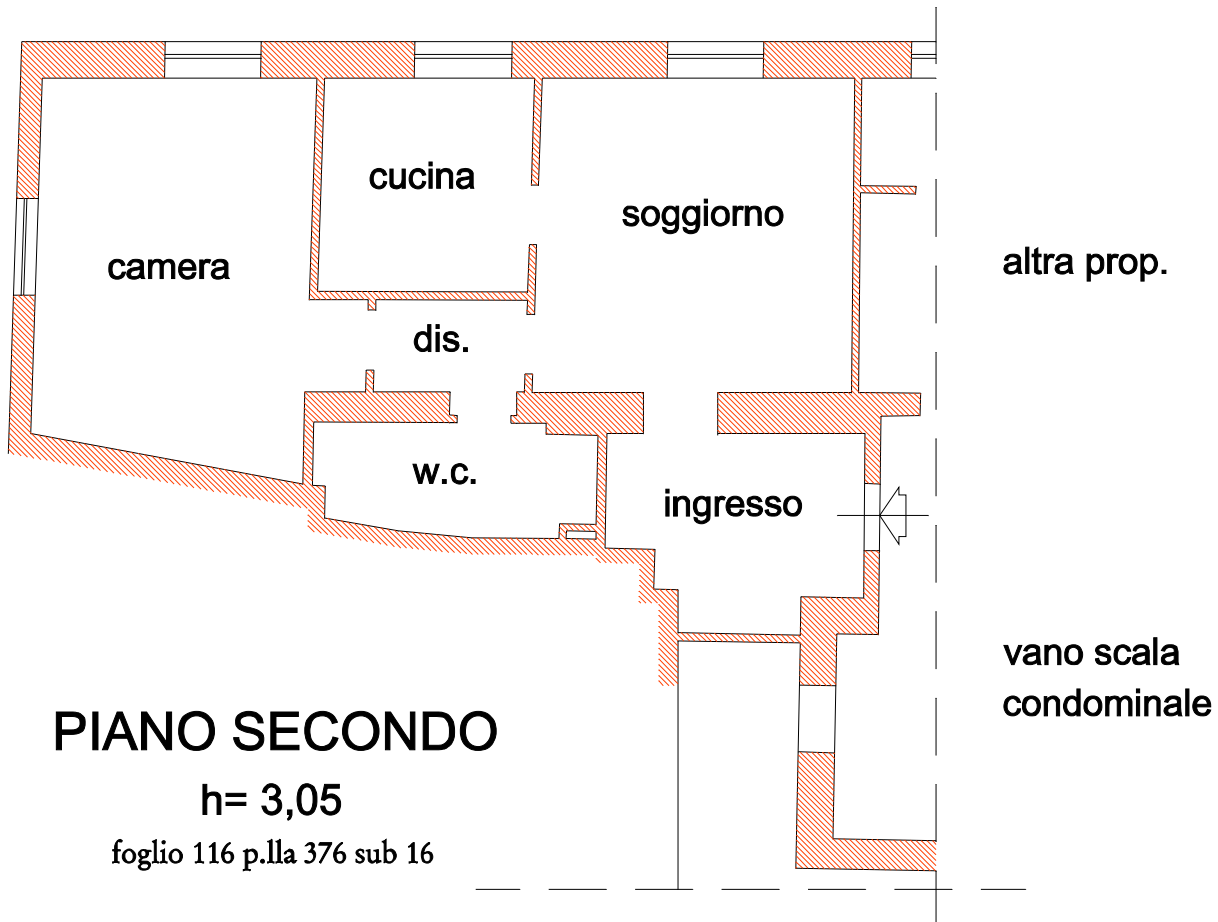 cucina
soggiorno
camera
altra prop.
dis.
w.c.
ingresso
vano scala
condominale
PIANO SECONDO
h= 3,05
foglio 116 p.lla 376 sub 16